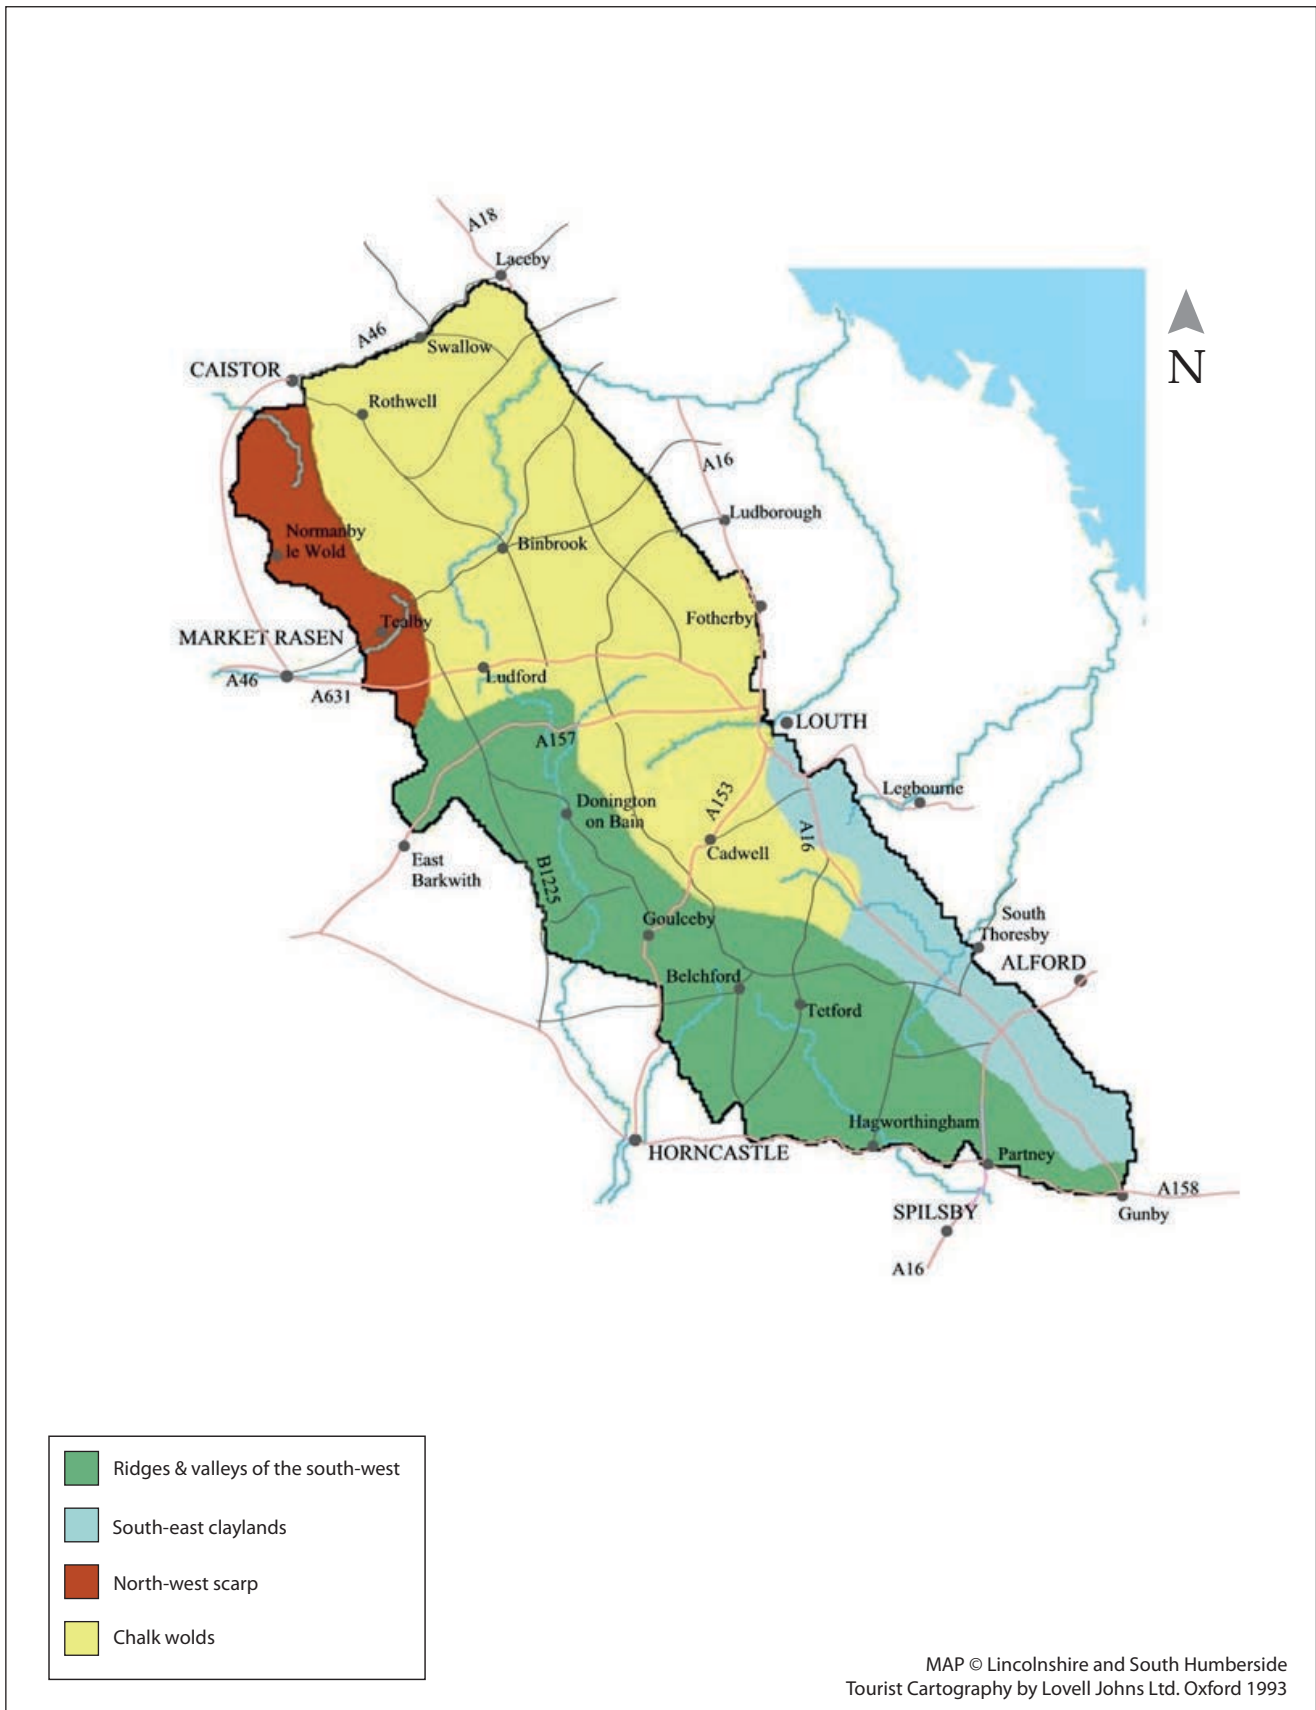 A18
Laceby
A46
Swallow
CAISTOR
N
Rothwell
A16
Ludborough
Normanby
le Wold
Binbrook
Fotherby
Tealby
MARKET RASEN
Ludford
A46
A631
LOUTH
A157
Legbourne
Donington
on Bain
A153
A16
Cadwell
East
Barkwith
B1225
Goulceby
South
Thoresby
ALFORD
Belchford
Tetford
Hagworthingham
HORNCASTLE
Partney
A158
SPILSBY
Gunby
A16
Ridges & valleys of the south-west
South-east claylands
North-west scarp
Chalk wolds
MAP © Lincolnshire and South Humberside
Tourist Cartography by Lovell Johns Ltd. Oxford 1993